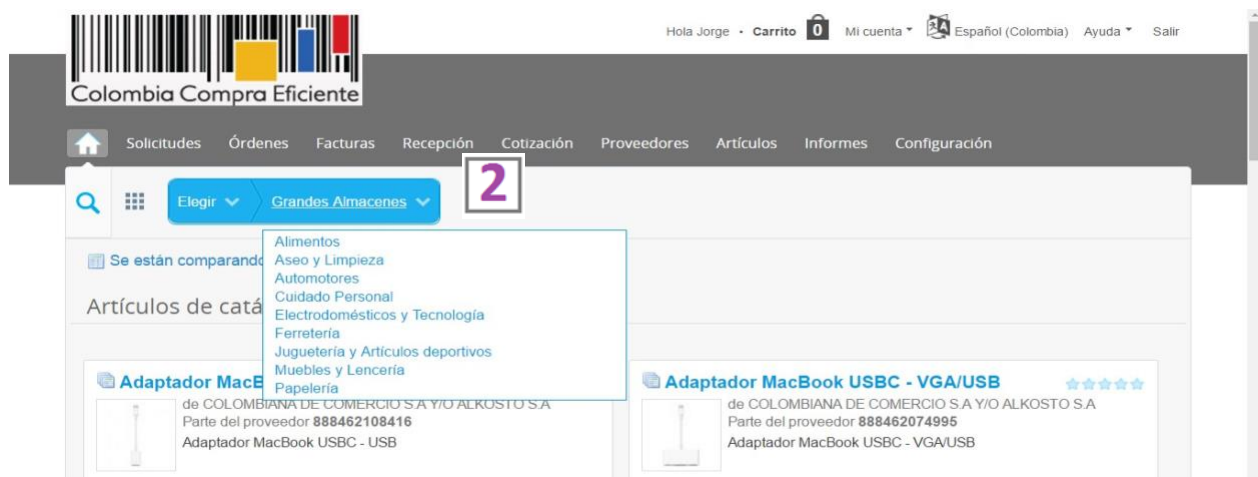 Hola Jorge • Carrito 0 Mi cuenta Español (Colombia) Ayuda Salir
Colombia Compra Eficiente
Solicitudes Órdenes Facturas Recepción Cotización Proveedores Artículos Informes Configuración
2
Elegir Grandes Almacenes
Alimentos
Se están comparando
Aseo y Limpieza
Automotores
Cuidado Personal
Artículos de catá
Electrodomésticos y Tecnología
Ferretería
Juguetería y Artículos deportivos
Muebles y Lencería
Papelería
Adaptador MacB
de COLOMBIANA DE COMERCIO S.A Y/O ALKOSTO S.A
Parte del proveedor 888462108416
Adaptador MacBook USBC - USB
Adaptador MacBook USBC - VGA/USB
de COLOMBIANA DE COMERCIO S.A Y/O ALKOSTO S.A
Parte del proveedor 888462074995
Adaptador MacBook USBC - VGA/USB